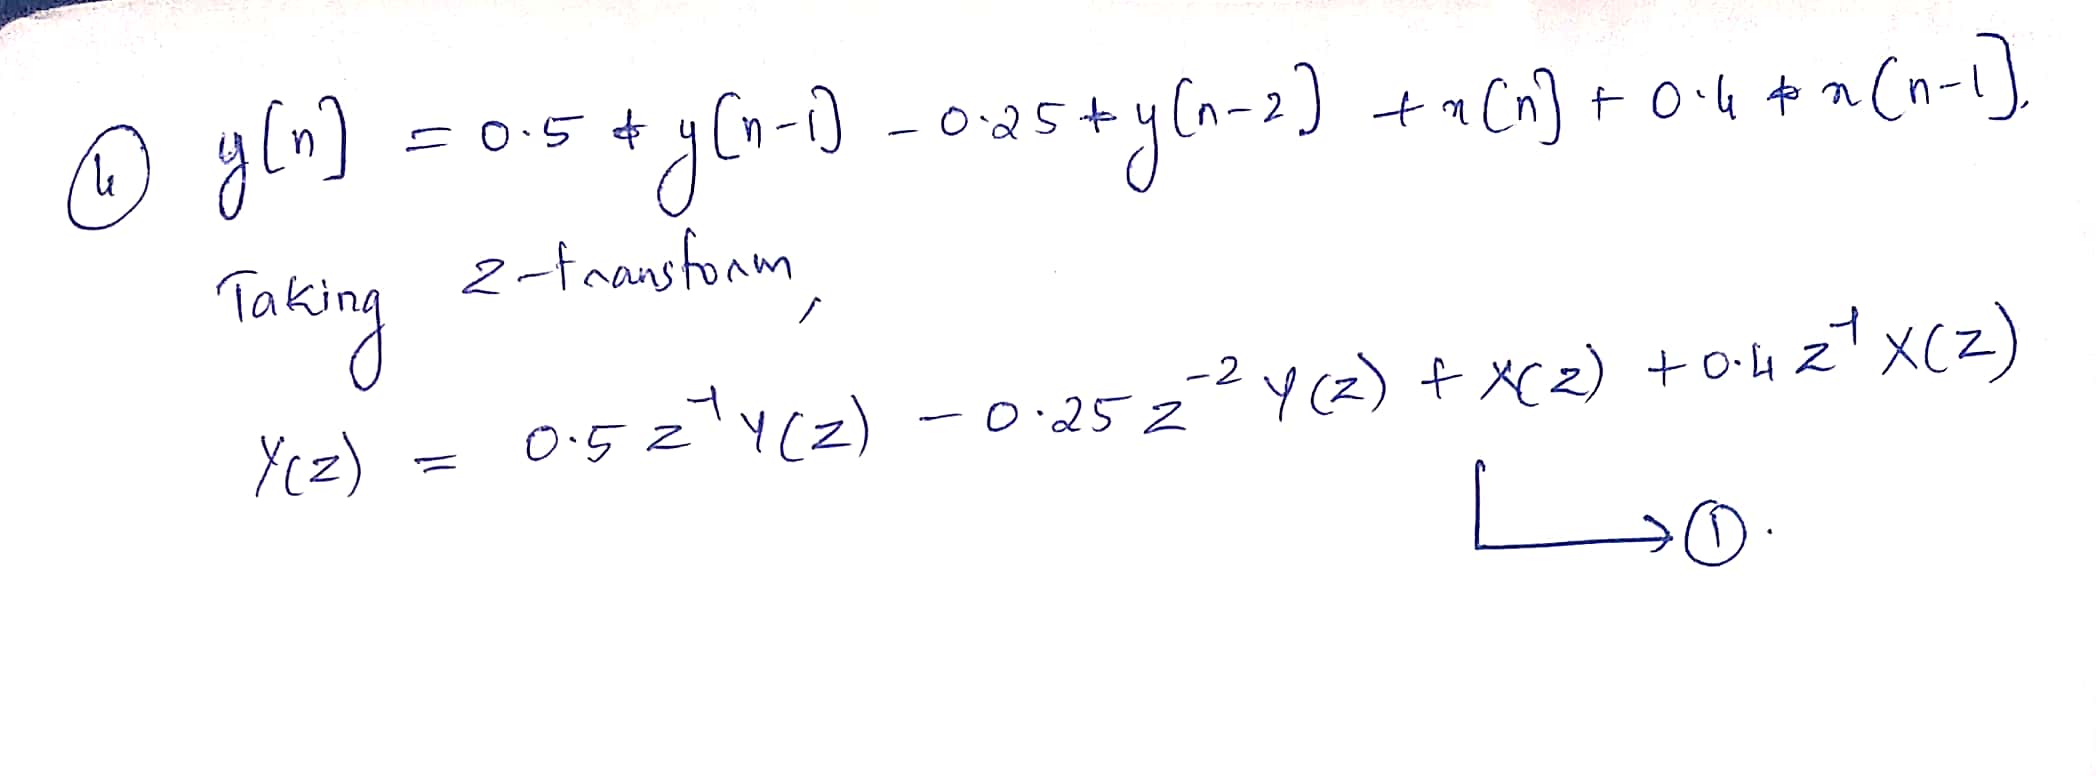 ④ y[n] = 0.5 * y[n-1] - 0.25 * y[n-2] + x[n] + 0.4 * x[n-1].
Taking z-transform,
Y(z) = 0.5 z⁻¹ Y(z) - 0.25 z⁻² Y(z) + X(z) + 0.4 z⁻¹ X(z)
↳ ①.